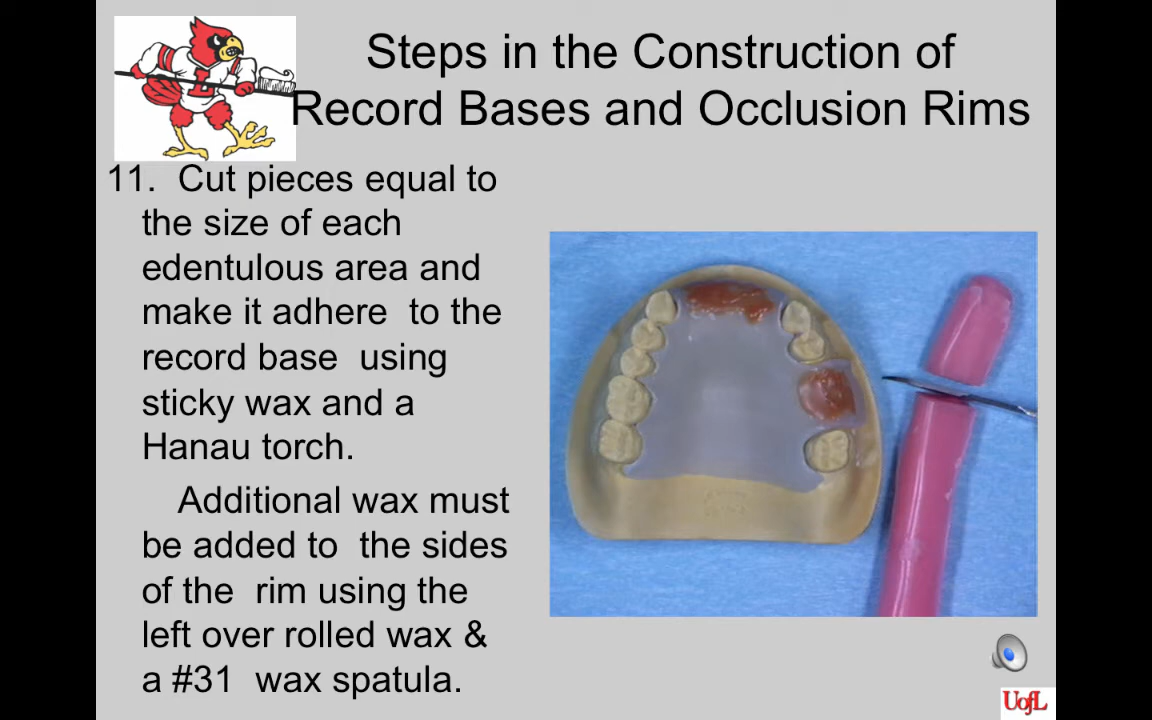 Steps in the Construction of
Record Bases and Occlusion Rims
11. Cut pieces equal to
the size of each
edentulous area and
make it adhere to the
record base using
sticky wax and a
Hanau torch.
Additional wax must
be added to the sides
of the rim using the
left over rolled wax &
a #31 wax spatula.
UofL